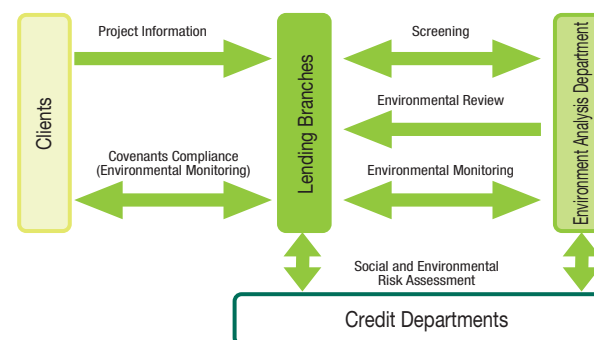 Project Information
Screening
Clients
Lending Branches
Environment Analysis Department
Environmental Review
Covenants Compliance
(Environmental Monitoring)
Environmental Monitoring
Social and Environmental
Risk Assessment
Credit Departments